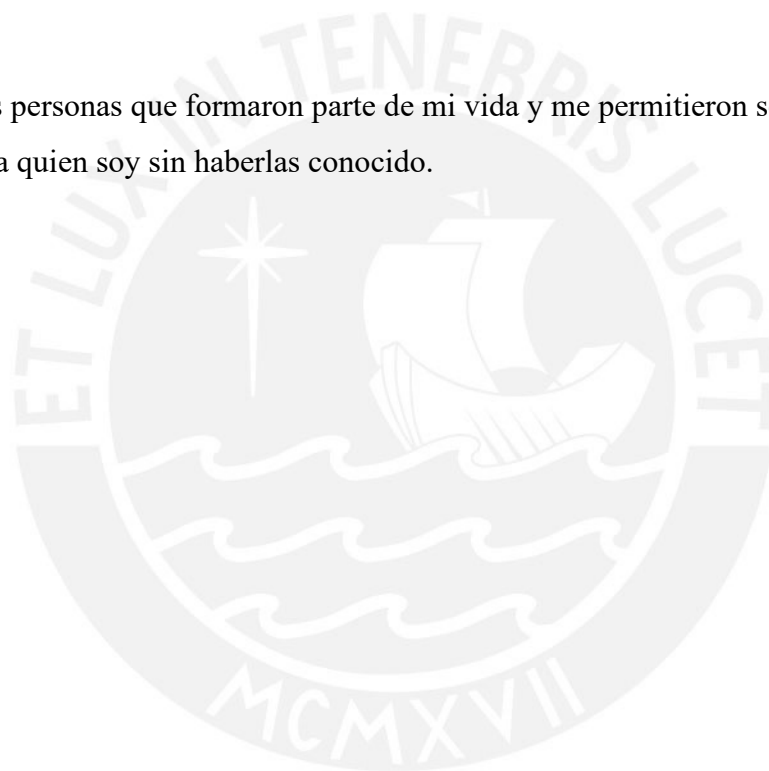 personas que formaron parte de mi vida y me permitieron
quien soy sin haberlas conocido.
ET LUX IN TENEBRIS LUCET
MCMXVII